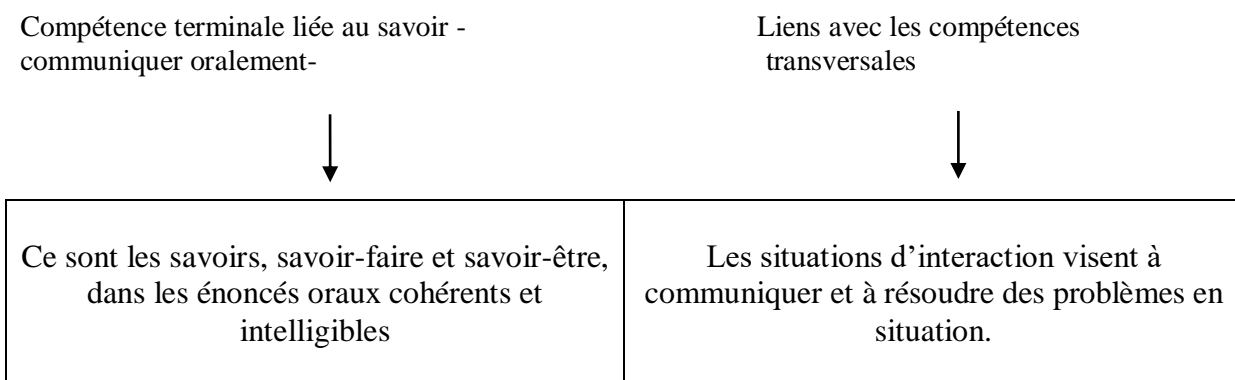 Compétence terminale liée au savoir -
communiquer oralement-
Liens avec les compétences
transversales
Ce sont les savoirs, savoir-faire et savoir-être,
dans les énoncés oraux cohérents et
intelligibles
Les situations d’interaction visent à
communiquer et à résoudre des problèmes en
situation.